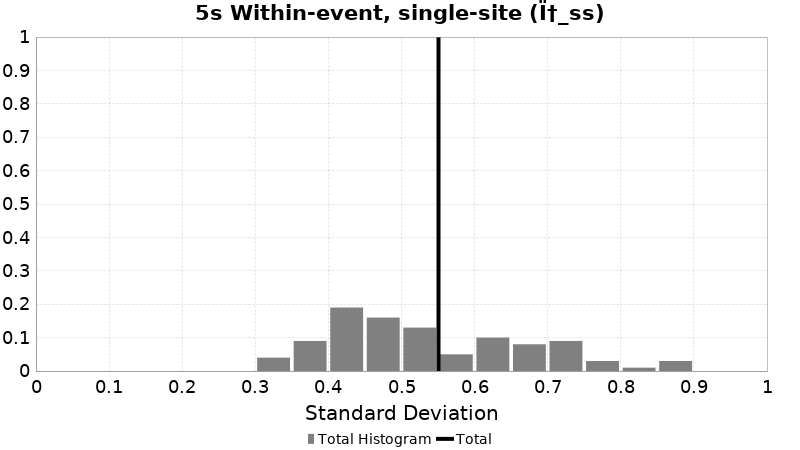 5s Within-event, single-site (Ï†_ss)
1
0.9
0.8
0.7
0.6
0.5
0.4
0.3
0.2
0.1
0
0 0.1 0.2 0.3 0.4 0.5 0.6 0.7 0.8 0.9 1
Standard Deviation
Total Histogram Total